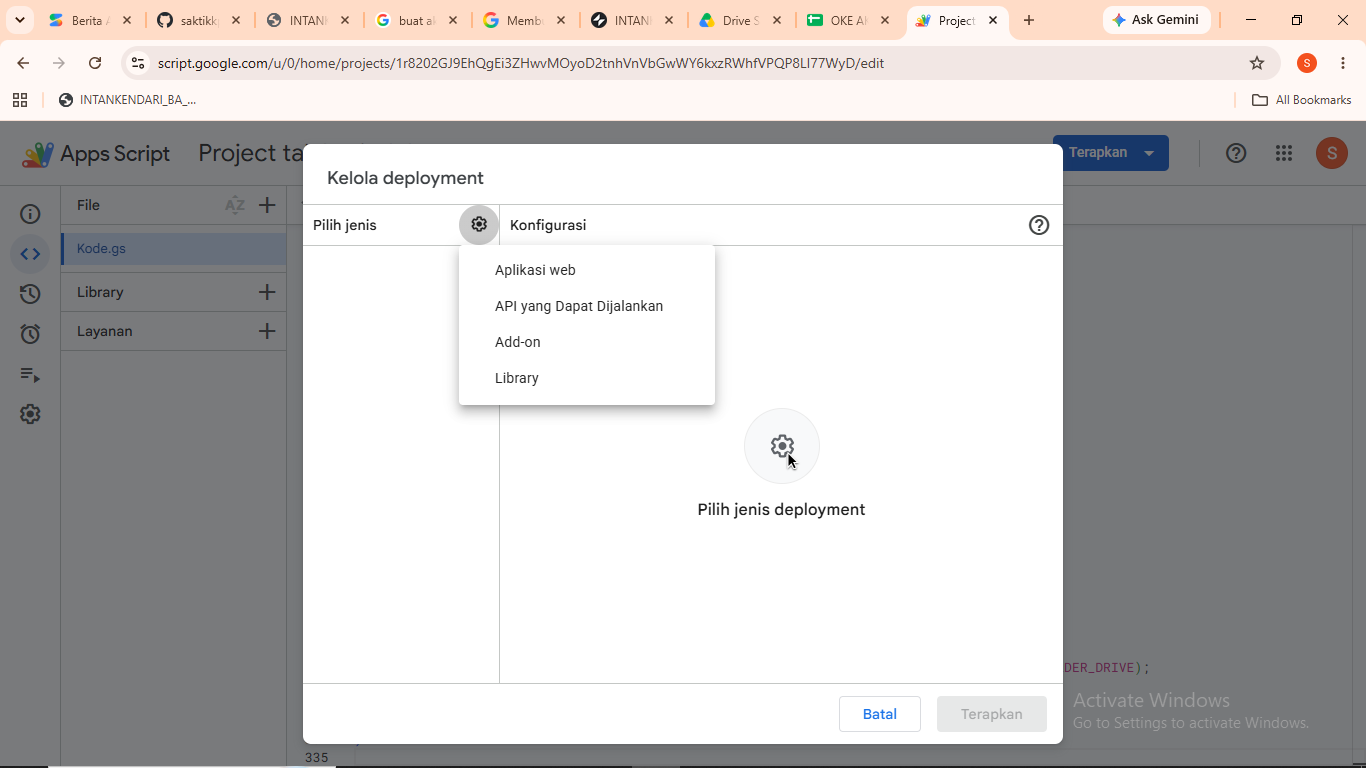 Berita A
saktikk
INTAN
buat a
Memb
INTAN
Drive S
OKE A
Project
Ask Gemini
script.google.com/u/0/home/projects/1r8202GJ9EhQgEi3ZHwvMOyoD2tnhVnVbGwWY6kxzRWhfVPQP8LI77WyD/edit
S
INTANKENDARI_BA_...
All Bookmarks
Apps Script
Project ta
Terapkan
S
Kelola deployment
File
AZ
Pilih jenis
Konfigurasi
Kode.gs
Aplikasi web
Library
API yang Dapat Dijalankan
Layanan
Add-on
Library
Pilih jenis deployment
DER_DRIVE);
Activate Windows
Go to Settings to activate Windows.
Batal
Terapkan
335